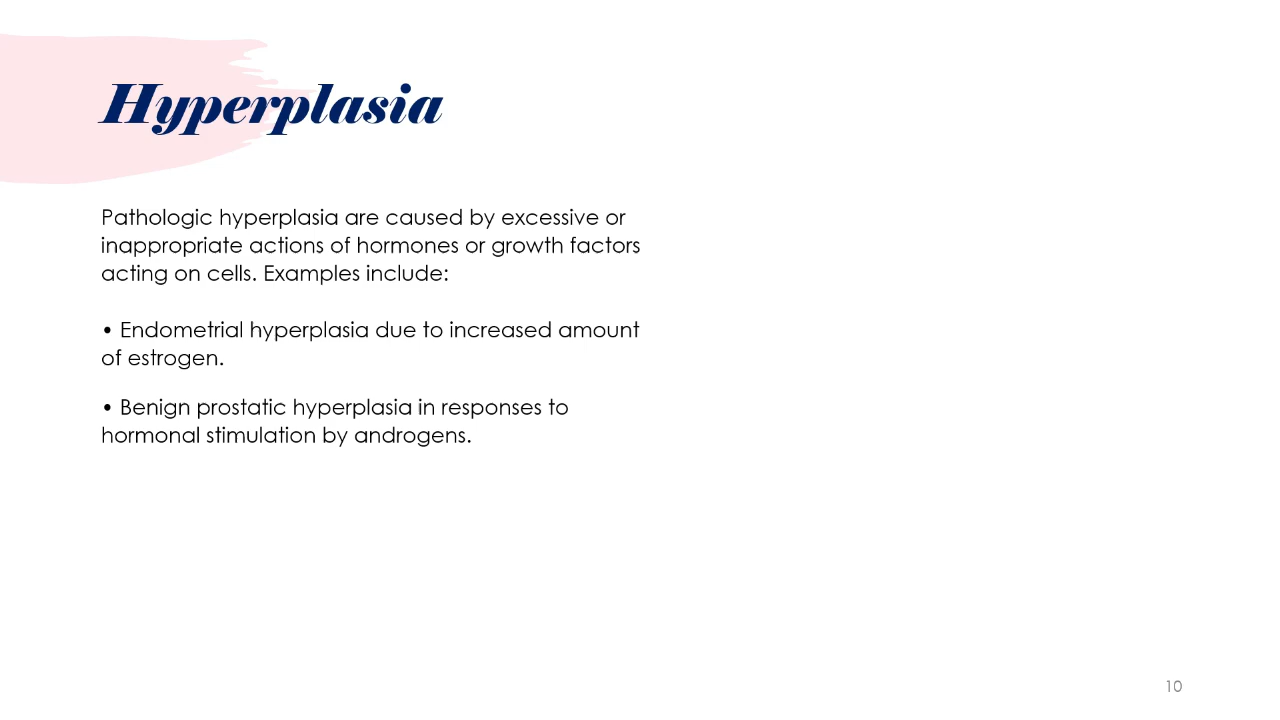 Hyperplasia
Pathologic hyperplasia are caused by excessive or
inappropriate actions of hormones or growth factors
acting on cells. Examples include:
• Endometrial hyperplasia due to increased amount
of estrogen.
• Benign prostatic hyperplasia in responses to
hormonal stimulation by androgens.
10